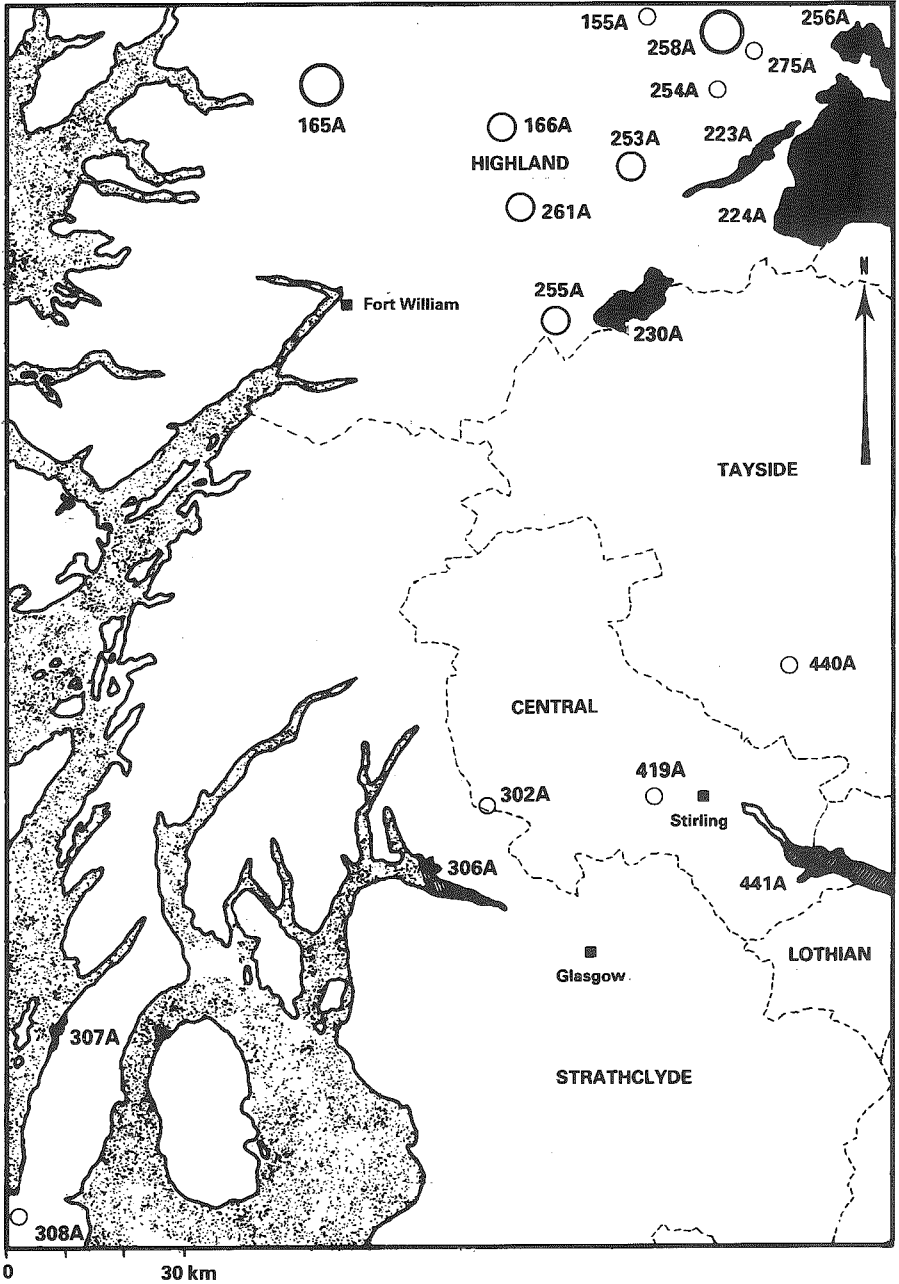 155A
256A
258A
275A
254A
165A
166A
253A
223A
HIGHLAND
261A
224A
N
255A
Fort William
230A
TAYSIDE
440A
CENTRAL
419A
302A
Stirling
306A
441A
LOTHIAN
Glasgow
307A
STRATHCLYDE
308A
0 30 km